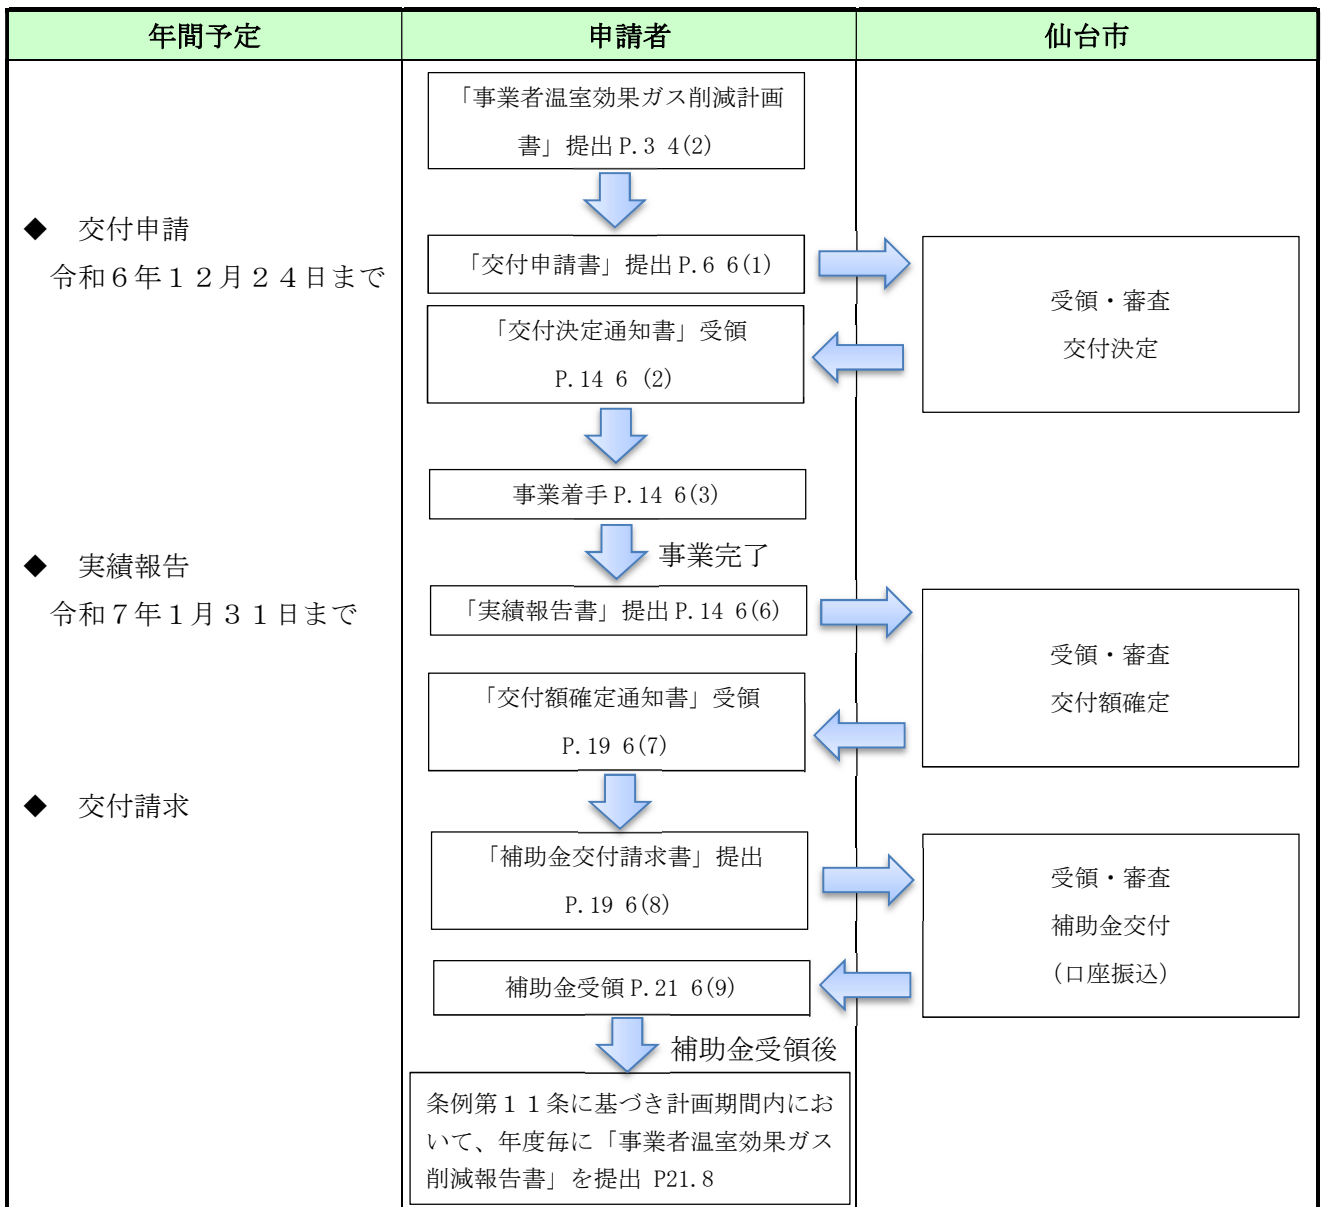 年間予定
申請者
仙台市
「事業者温室効果ガス削減計画
書」提出 P.3 4(2)
◆ 交付申請
令和6年12月24日まで
「交付申請書」提出 P.6 6(1)
受領・審査
交付決定
「交付決定通知書」受領
P.14 6 (2)
事業着手 P.14 6(3)
事業完了
◆ 実績報告
令和7年1月31日まで
「実績報告書」提出 P.14 6(6)
受領・審査
交付額確定
「交付額確定通知書」受領
P.19 6(7)
◆ 交付請求
「補助金交付請求書」提出
P.19 6(8)
受領・審査
補助金交付
(口座振込)
補助金受領 P.21 6(9)
補助金受領後
条例第11条に基づき計画期間内にお
いて、年度毎に「事業者温室効果ガス
削減報告書」を提出 P21.8